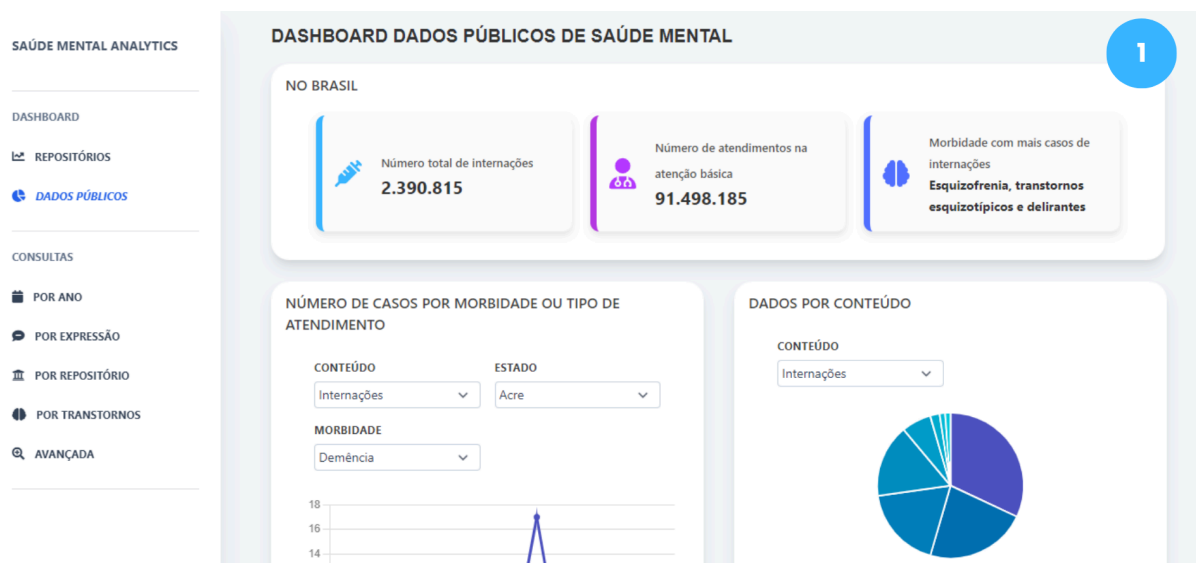 SAÚDE MENTAL ANALYTICS
DASHBOARD
REPOSITÓRIOS
DADOS PÚBLICOS
CONSULTAS
POR ANO
POR EXPRESSÃO
POR REPOSITÓRIO
POR TRANSTORNOS
AVANÇADA
DASHBOARD DADOS PÚBLICOS DE SAÚDE MENTAL
1
NO BRASIL
Número total de internações
2.390.815
Número de atendimentos na
atenção básica
91.498.185
Morbidade com mais casos de
internações
Esquizofrenia, transtornos
esquizotípicos e delirantes
NÚMERO DE CASOS POR MORBIDADE OU TIPO DE
ATENDIMENTO
CONTEÚDO
Internações
ESTADO
Acre
MORBIDADE
Demência
18
16
14
DADOS POR CONTEÚDO
CONTEÚDO
Internações